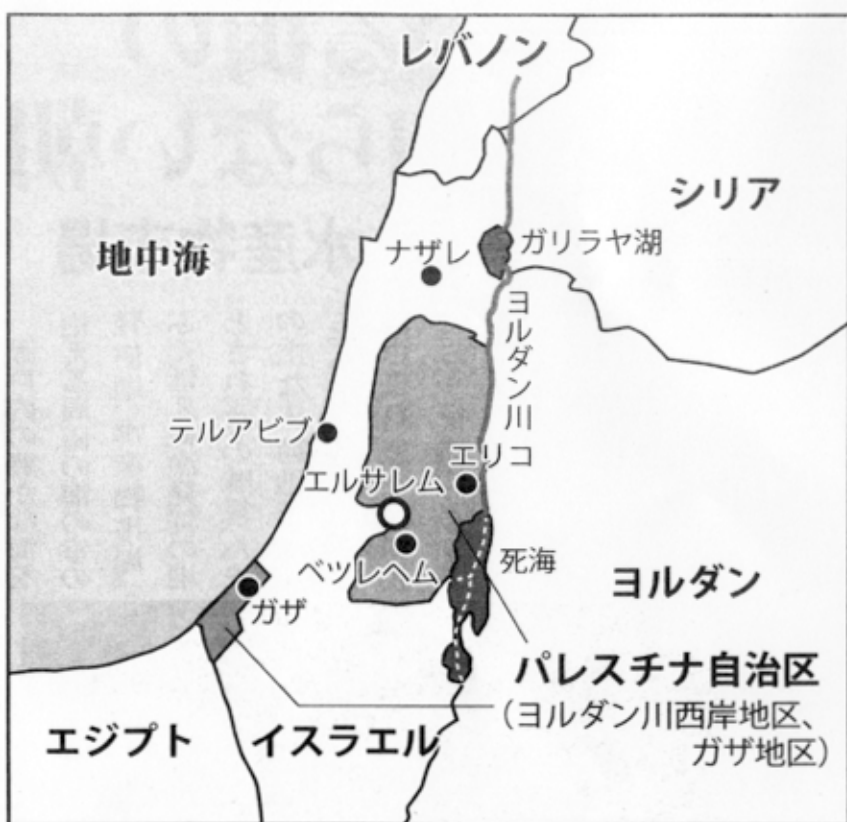 レバノン
シリア
地中海
ナザレ
ガリラヤ湖
ヨルダン川
テルアビブ
エリコ
エルサレム
ベツレヘム
死海
ヨルダン
ガザ
パレスチナ自治区
（ヨルダン川西岸地区、
ガザ地区）
エジプト
イスラエル